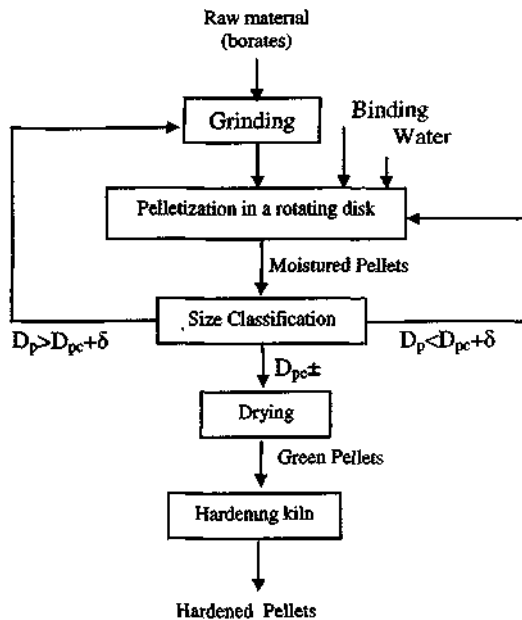 Raw material
(borates)
Grinding
Binding
Water
Pelletization in a rotating disk
Moistured Pellets
Size Classification
Dp>Dpc+δ
Dp<Dpc+δ
Dpc±
Drying
Green Pellets
Hardening kiln
Hardened Pellets